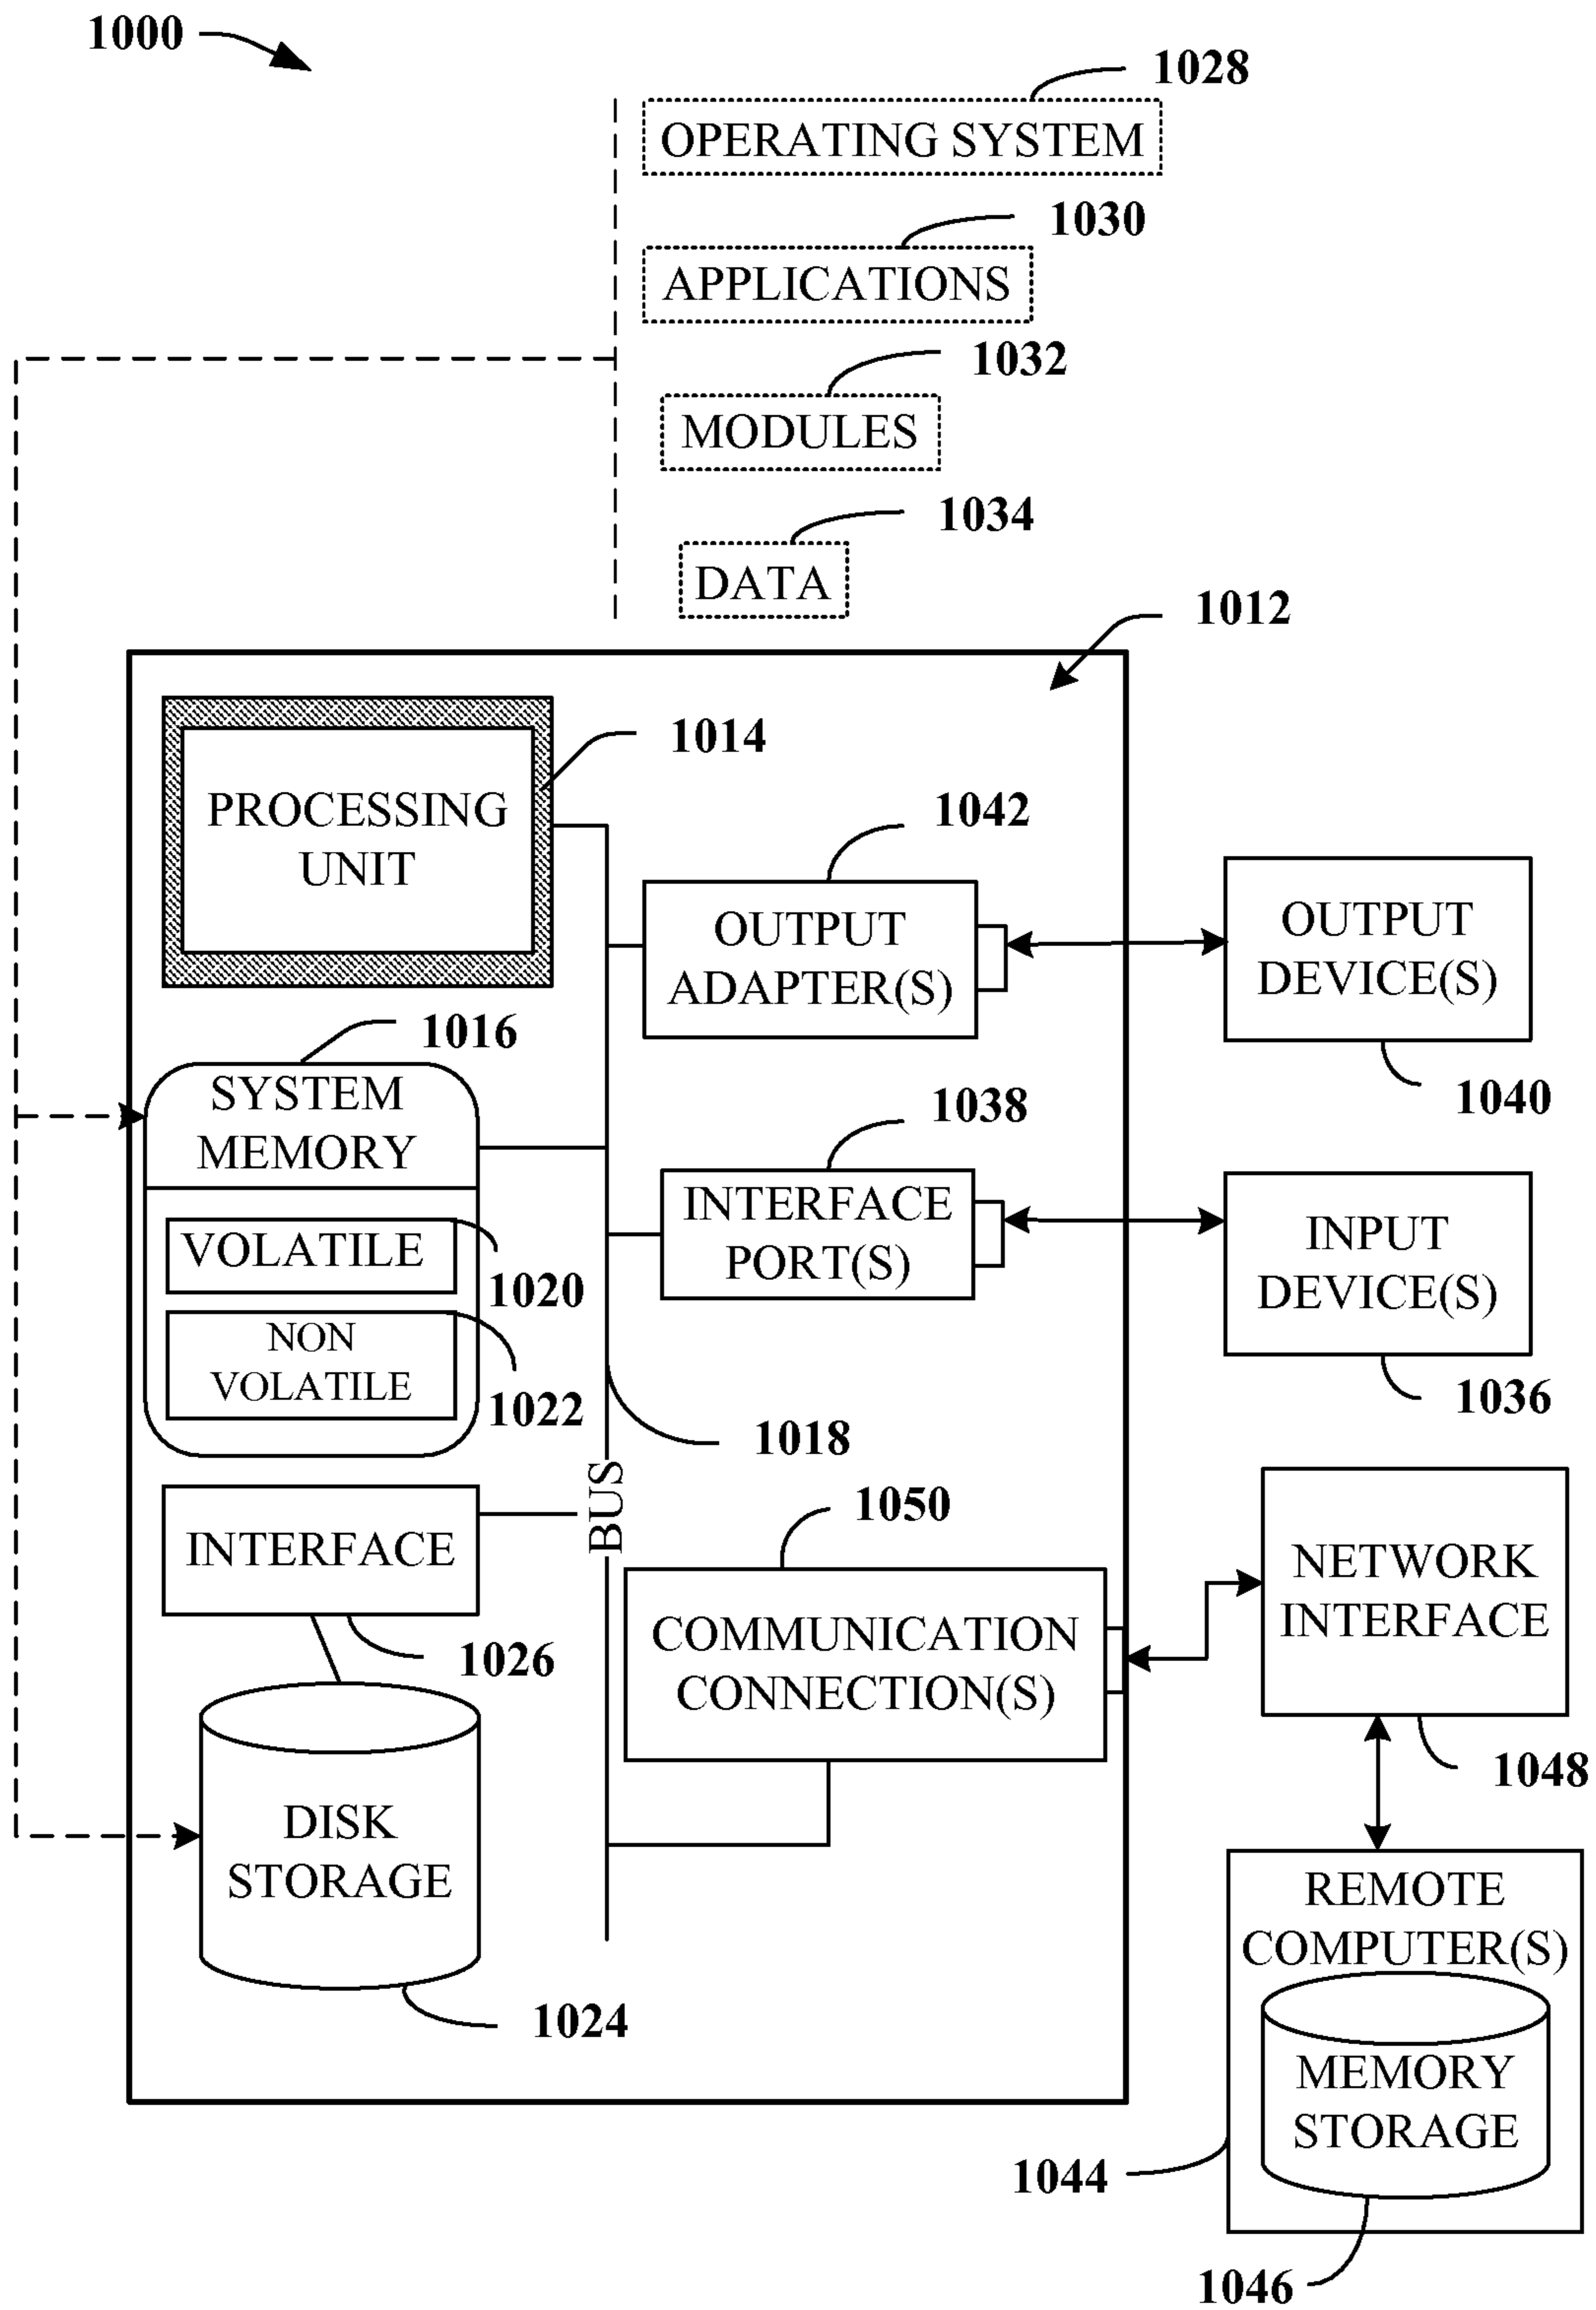 1000
1028
OPERATING SYSTEM
1030
APPLICATIONS
1032
MODULES
1034
DATA
1012
1014
PROCESSING
UNIT
1042
OUTPUT
ADAPTER(S)
OUTPUT
DEVICE(S)
1040
1016
SYSTEM
MEMORY
1038
INTERFACE
PORT(S)
INPUT
DEVICE(S)
1036
VOLATILE
1020
NON
VOLATILE
1022
1018
BUS
INTERFACE
1026
1050
COMMUNICATION
CONNECTION(S)
NETWORK
INTERFACE
1048
DISK
STORAGE
1024
REMOTE
COMPUTER(S)
MEMORY
STORAGE
1044
1046